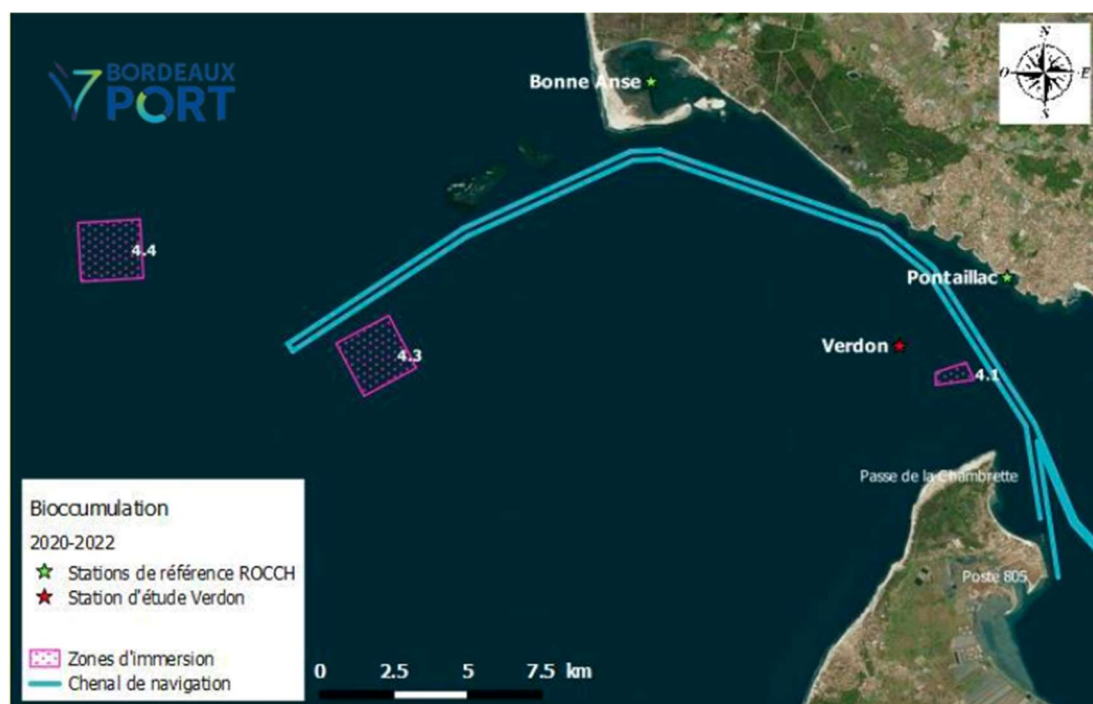 BORDEAUX
PORT
N
O E
S
Bonne Anse
4.4
Pontaillac
4.3
Verdon
4.1
Passe de la Chambrette
Poste 805
Bioccumulation
2020-2022
Stations de référence ROCCH
Station d'étude Verdon
Zones d'immersion
Chenal de navigation
0 2.5 5 7.5 km